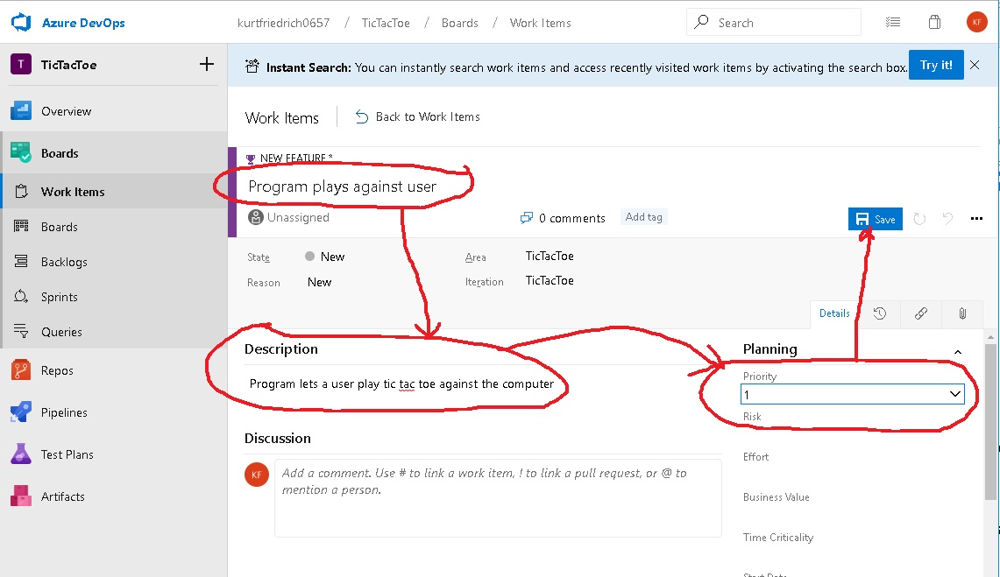 Azure DevOps
kurtfriedrich0657 / TicTacToe / Boards / Work Items
Search
KF
T TicTacToe
Instant Search: You can instantly search work items and access recently visited work items by activating the search box.
Try it!
Overview
Boards
Work Items
Boards
Backlogs
Sprints
Queries
Repos
Pipelines
Test Plans
Artifacts
Work Items
Back to Work Items
NEW FEATURE *
Program plays against user
Unassigned
0 comments
Add tag
Save
State New
Area TicTacToe
Reason New
Iteration TicTacToe
Details
Description
Program lets a user play tic tac toe against the computer
Discussion
KF
Add a comment. Use # to link a work item, ! to link a pull request, or @ to
mention a person.
Planning
Priority
1
Risk
Effort
Business Value
Time Criticality
Start Date